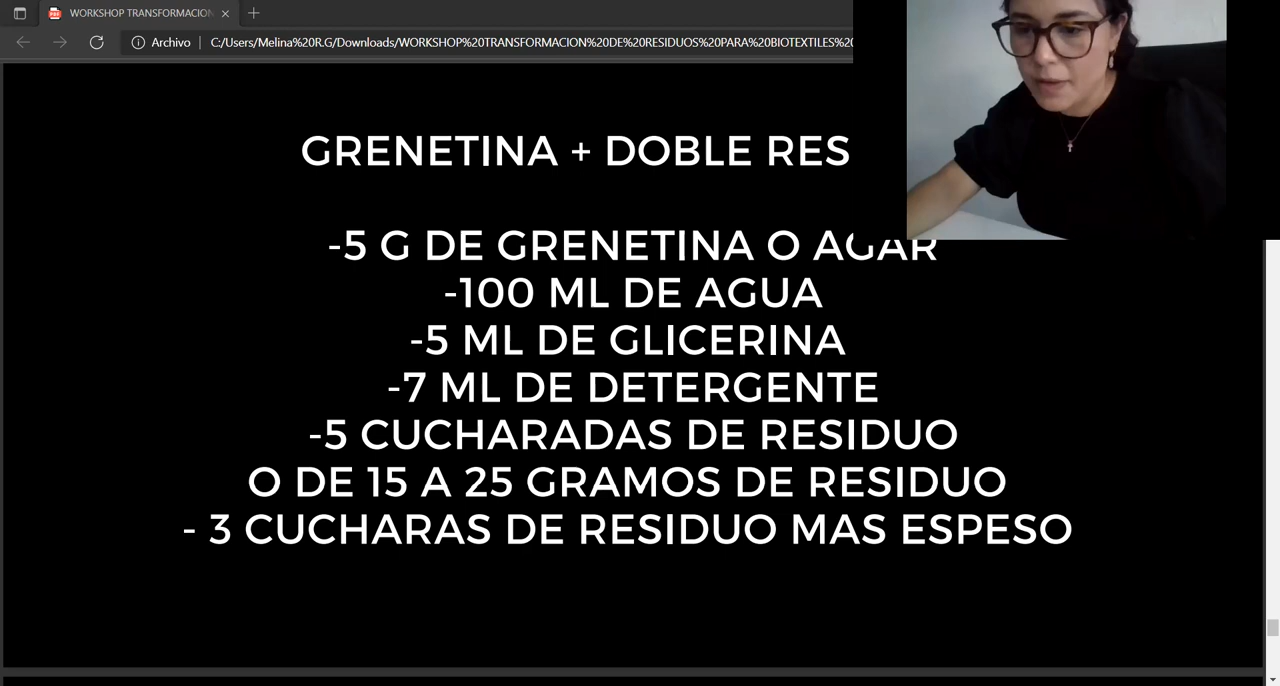 WORKSHOP TRANSFORMACION
Archivo
C:/Users/Melina%20R.G/Downloads/WORKSHOP%20TRANSFORMACION%20DE%20RESIDUOS%20PARA%20BIOTEXTILES%20
GRENETINA + DOBLE RES
-5 G DE GRENETINA O AGAR
-100 ML DE AGUA
-5 ML DE GLICERINA
-7 ML DE DETERGENTE
-5 CUCHARADAS DE RESIDUO
O DE 15 A 25 GRAMOS DE RESIDUO
- 3 CUCHARAS DE RESIDUO MAS ESPESO